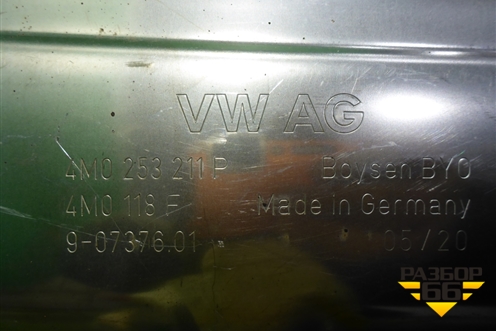 VW AG
4M0 253 211 P Boysen BYO
4M0 118 F Made in Germany
9-07376.01 05/20
РАЗБОР
66